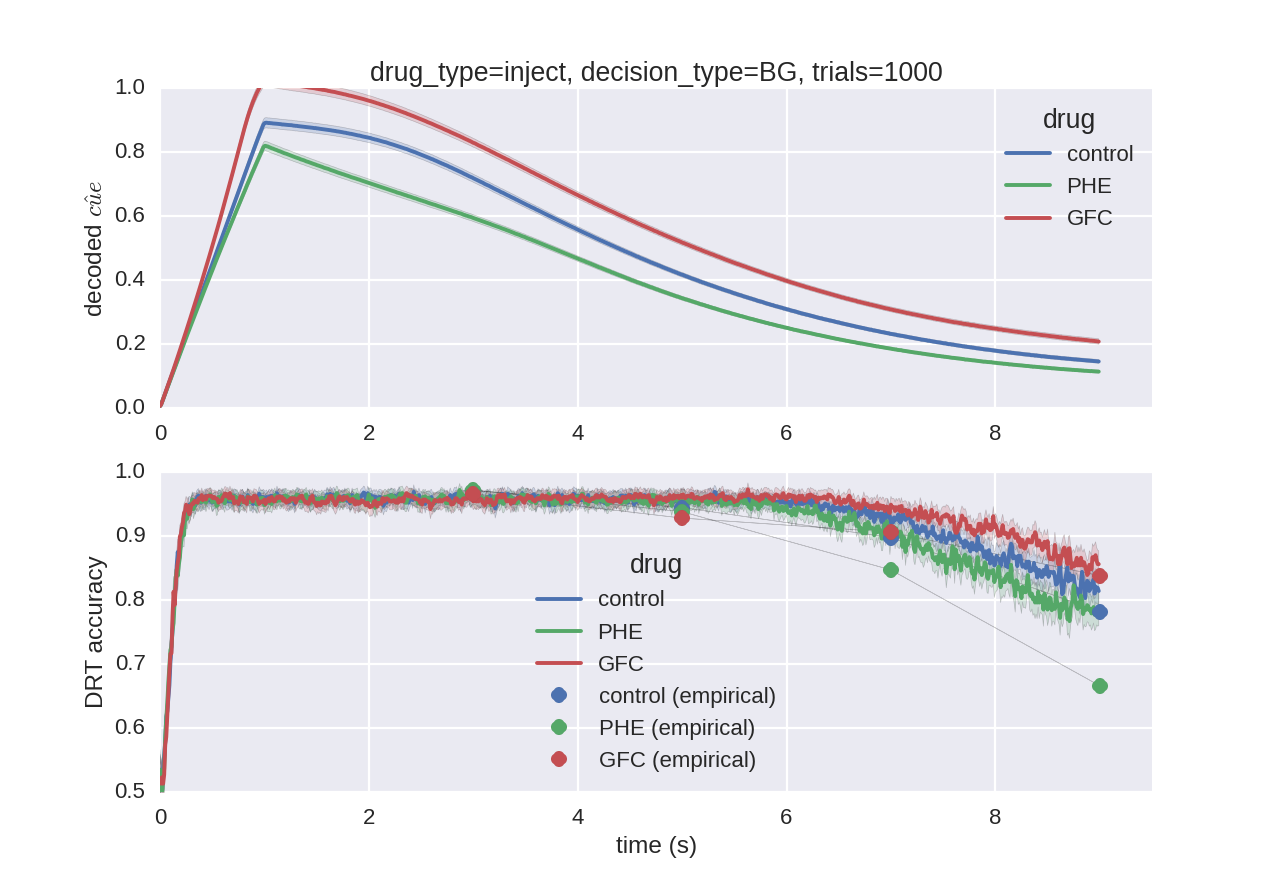 drug_type=inject, decision_type=BG, trials=1000
decoded cûe
1.0
0.8
0.6
0.4
0.2
0.0
0 2 4 6 8
drug
control
PHE
GFC
DRT accuracy
1.0
0.9
0.8
0.7
0.6
0.5
drug
control
PHE
GFC
control (empirical)
PHE (empirical)
GFC (empirical)
0 2 4 6 8
time (s)